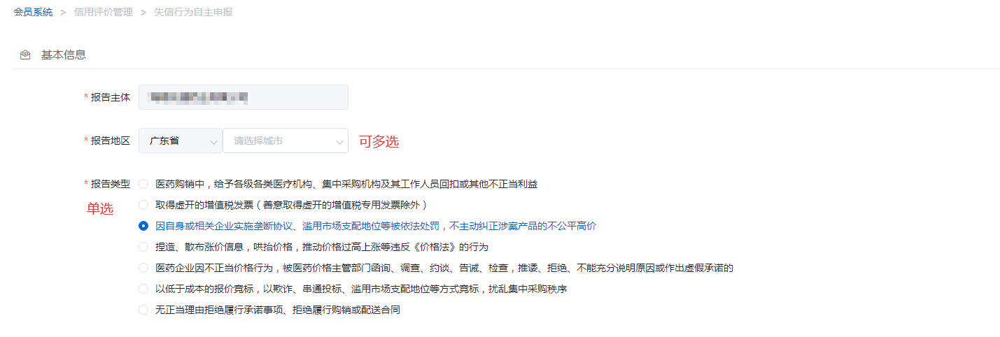 会员系统 > 信用评价管理 > 失信行为自主申报
基本信息
* 报告主体
* 报告地区 广东省 请选择城市 可多选
* 报告类型 医药购销中，给予各级各类医疗机构、集中采购机构及其工作人员回扣或其他不正当利益
单选 取得虚开的增值税发票（善意取得虚开的增值税专用发票除外）
因自身或相关企业实施垄断协议、滥用市场支配地位等被依法处罚，不主动纠正涉案产品的不公平高价
捏造、散布涨价信息，哄抬价格，推动价格过高上涨等违反《价格法》的行为
医药企业因不正当价格行为，被医药价格主管部门函询、调查、约谈、告诫、检查，推诿、拒绝、不能充分说明原因或作出虚假承诺的
以低于成本的报价竞标，以欺诈、串通投标、滥用市场支配地位等方式竞标，扰乱集中采购秩序
无正当理由拒绝履行承诺事项、拒绝履行购销或配送合同